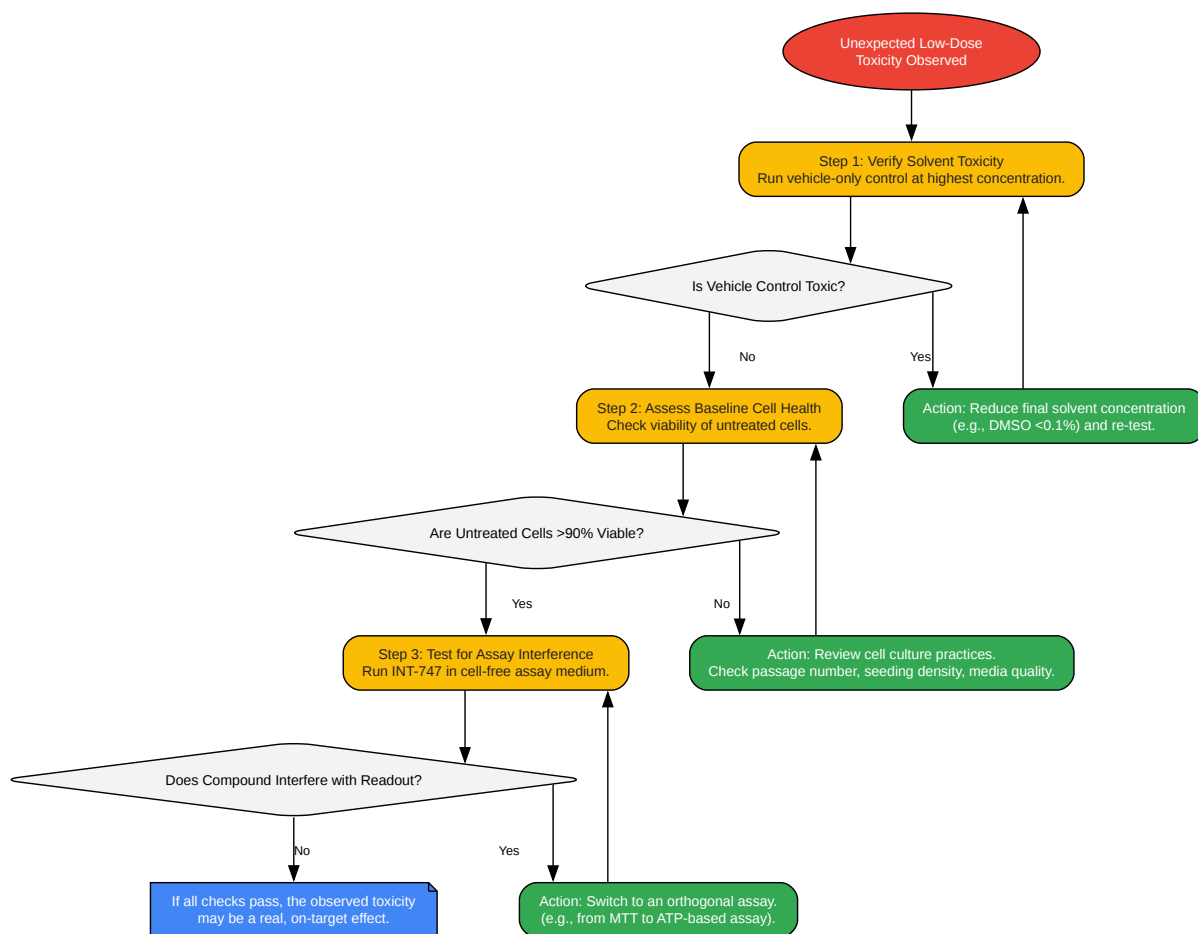 Unexpected Low-Dose
Toxicity Observed
Step 1: Verify Solvent Toxicity
Run vehicle-only control at highest concentration.
Is Vehicle Control Toxic?
No
Yes
Step 2: Assess Baseline Cell Health
Check viability of untreated cells.
Action: Reduce final solvent concentration
(e.g., DMSO <0.1%) and re-test.
Are Untreated Cells >90% Viable?
Yes
No
Step 3: Test for Assay Interference
Run INT-747 in cell-free assay medium.
Action: Review cell culture practices.
Check passage number, seeding density, media quality.
Does Compound Interfere with Readout?
No
Yes
If all checks pass, the observed toxicity
may be a real, on-target effect.
Action: Switch to an orthogonal assay.
(e.g., from MTT to ATP-based assay).